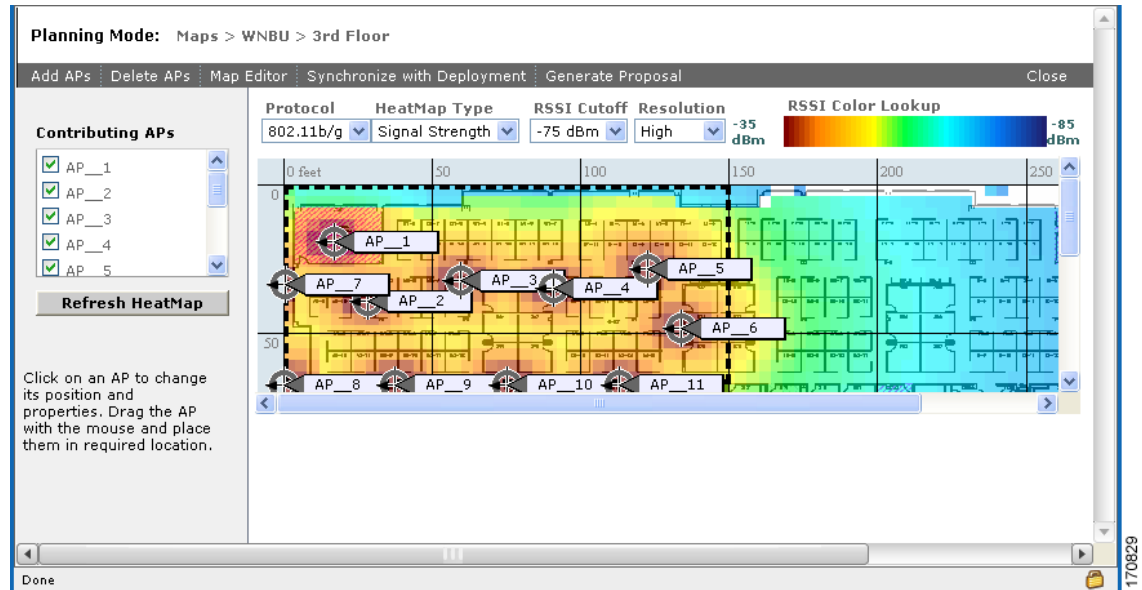 Planning Mode: Maps > WNBU > 3rd Floor
Add APs Delete APs Map Editor Synchronize with Deployment Generate Proposal Close
Protocol HeatMap Type RSSI Cutoff Resolution RSSI Color Lookup
802.11b/g Signal Strength -75 dBm High -35 dBm -85 dBm
Contributing APs
AP__1
AP__2
AP__3
AP__4
AP__5
Refresh HeatMap
Click on an AP to change
its position and
properties. Drag the AP
with the mouse and place
them in required location.
0 feet 50 100 150 200 250
0
AP__1
AP__5
AP__7 AP__3 AP__4
AP__2
AP__6
50
AP__8 AP__9 AP__10 AP__11
Done
170829